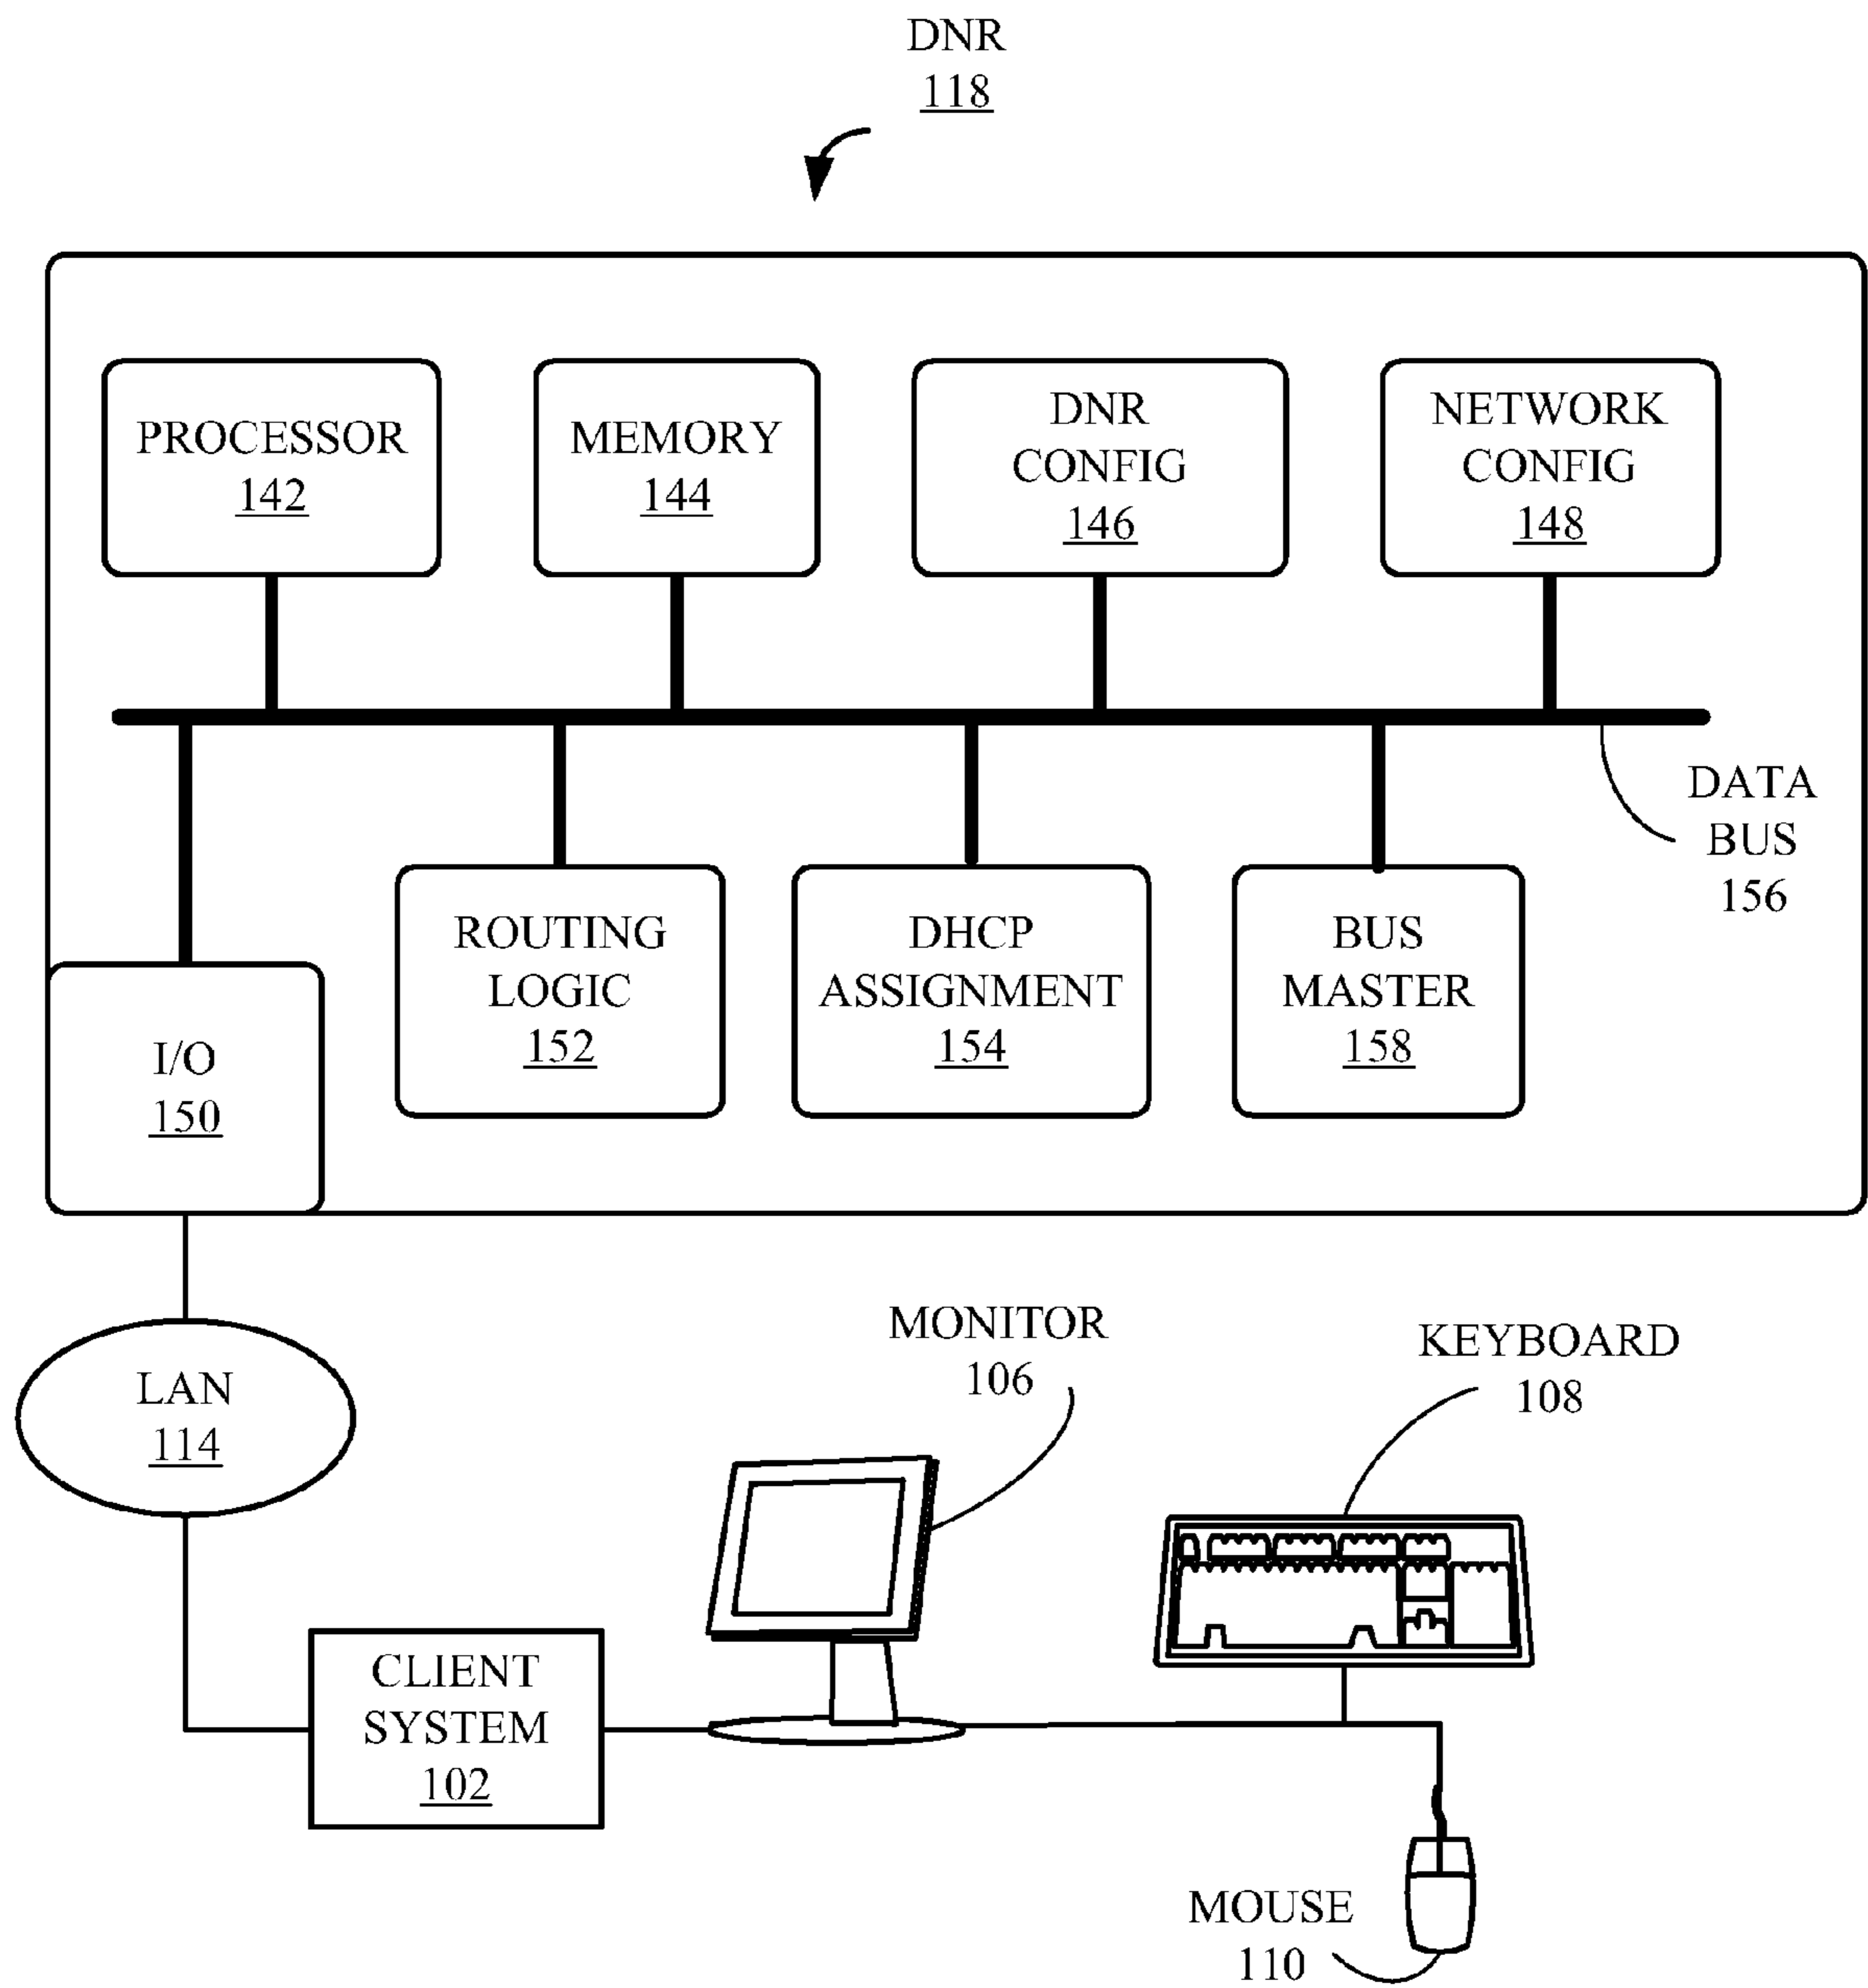 DNR
118
PROCESSOR
142
MEMORY
144
DNR
CONFIG
146
NETWORK
CONFIG
148
DATA
BUS
156
I/O
150
ROUTING
LOGIC
152
DHCP
ASSIGNMENT
154
BUS
MASTER
158
LAN
114
MONITOR
106
KEYBOARD
108
CLIENT
SYSTEM
102
MOUSE
110